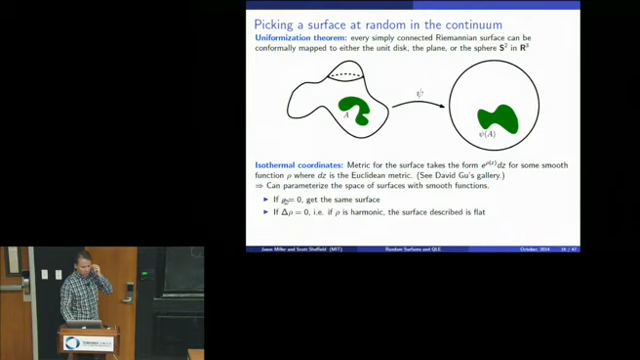 Picking a surface at random in the continuum
Uniformization theorem: every simply connected Riemannian surface can be
conformally mapped to either the unit disk, the plane, or the sphere S² in R³
ψ
A
ψ(A)
Isothermal coordinates: Metric for the surface takes the form e^{ρ(z)}dz for some smooth
function ρ where dz is the Euclidean metric. (See David Gu's gallery.)
⇒ Can parameterize the space of surfaces with smooth functions.
▶ If ρ = 0, get the same surface
▶ If Δρ = 0, i.e. if ρ is harmonic, the surface described is flat
Jason Miller and Scott Sheffield (MIT) Random Surfaces and QLE October, 2014